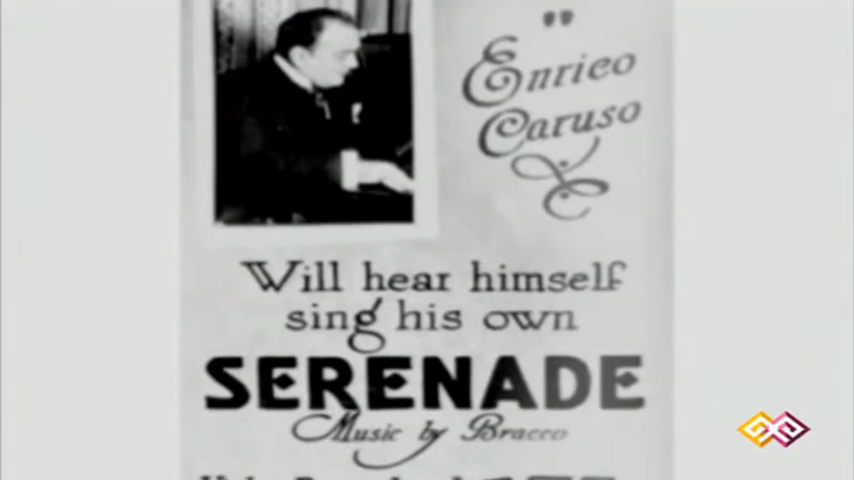 "
Enrico
Caruso
Will hear himself
sing his own
SERENADE
Music by Bracco